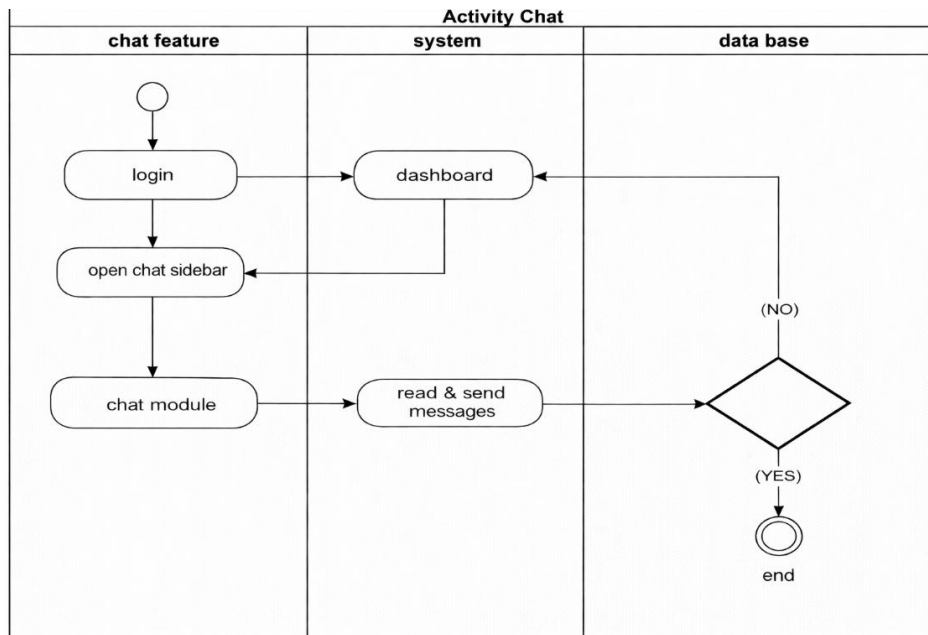 Activity Chat
chat feature
system
data base
login
dashboard
open chat sidebar
(NO)
chat module
read & send
messages
(YES)
end